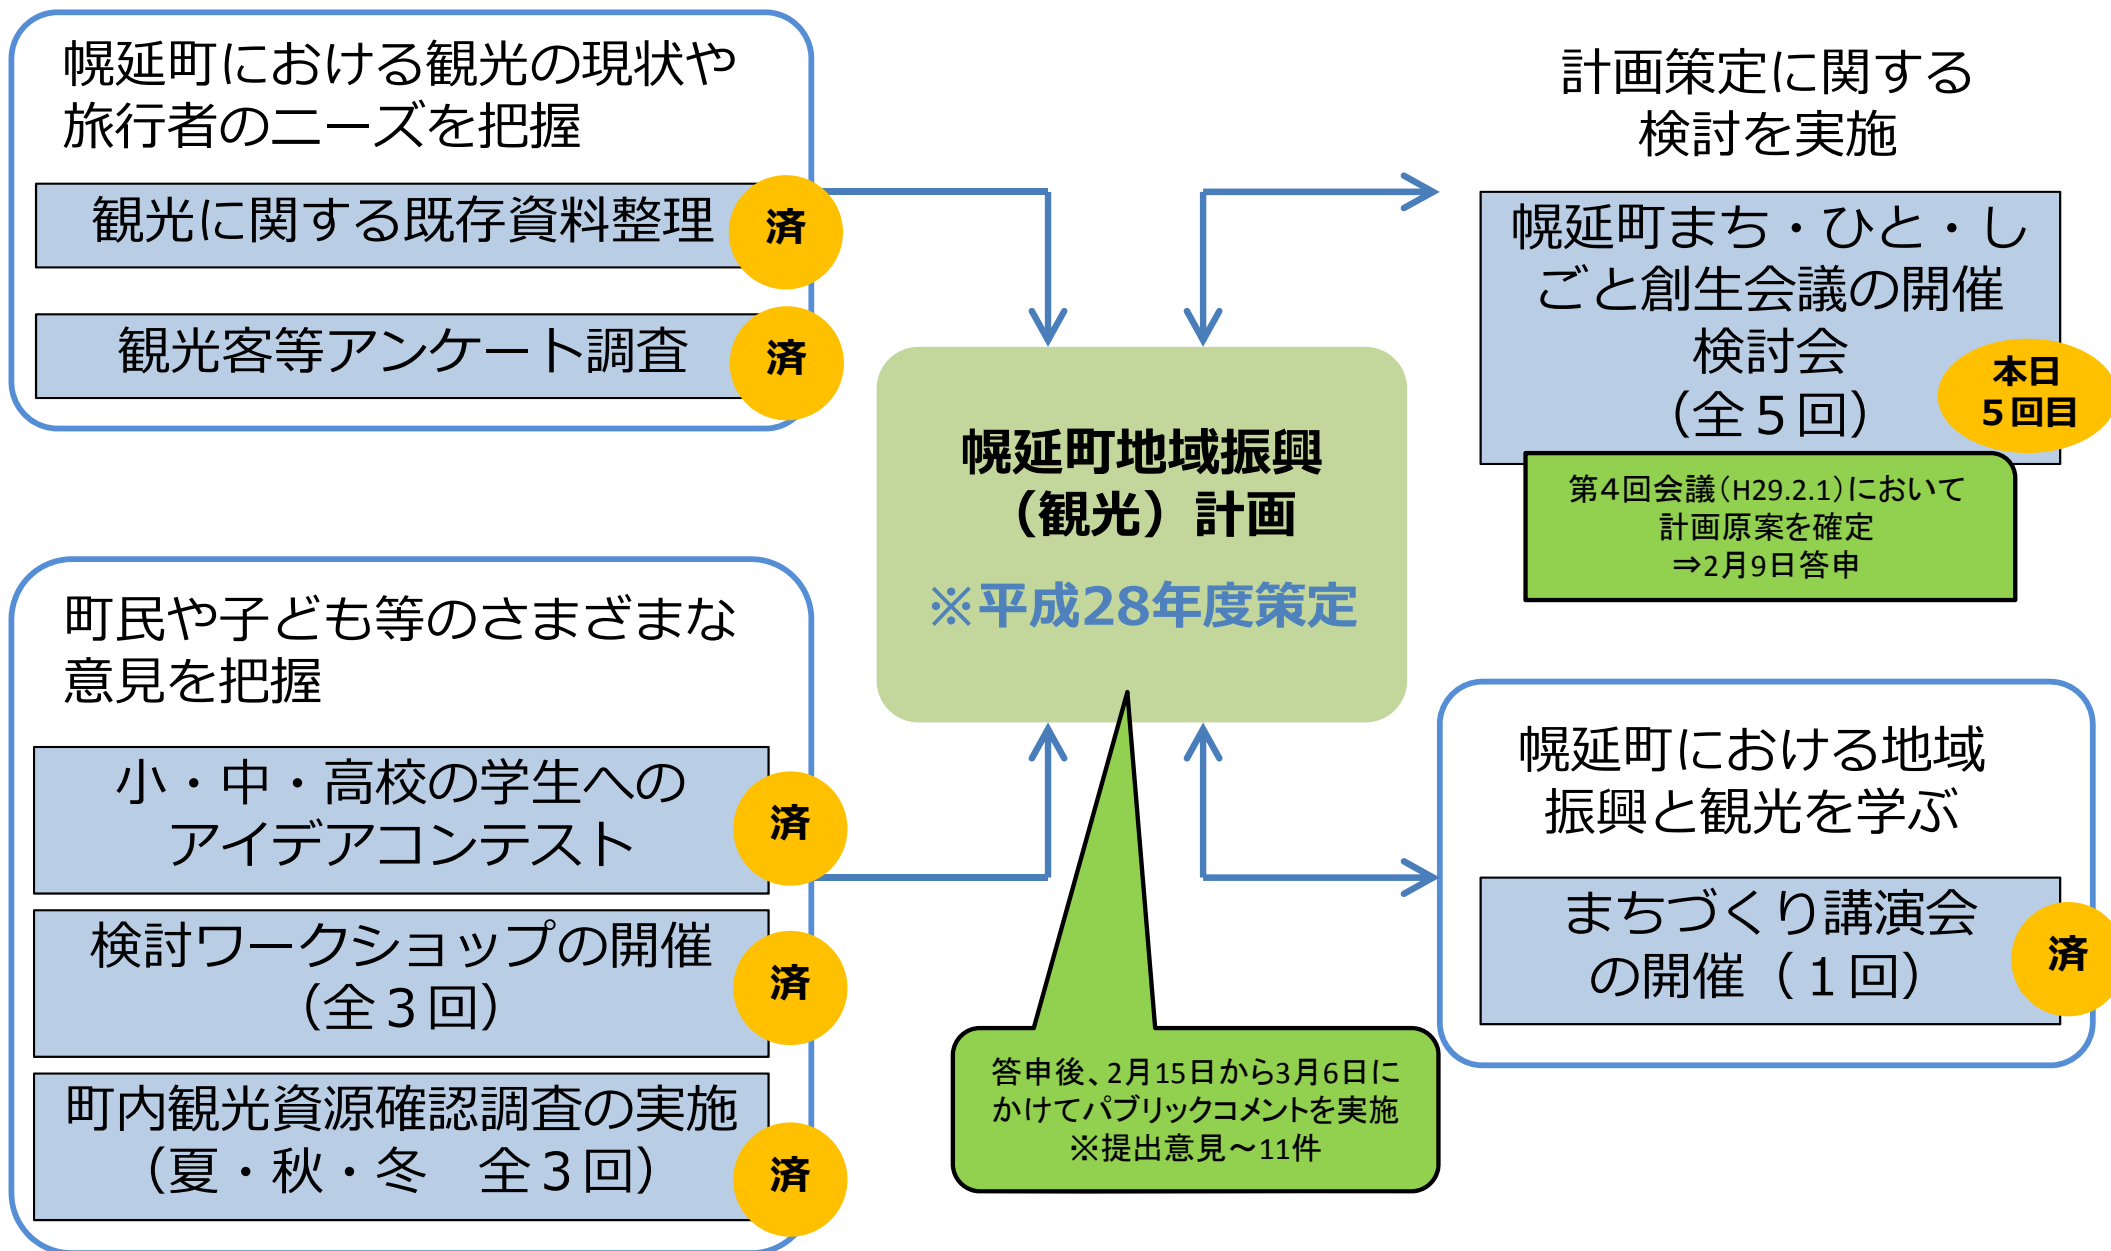 幌延町における観光の現状や
旅行者のニーズを把握
観光に関する既存資料整理
済
観光客等アンケート調査
済
町民や子ども等のさまざまな
意見を把握
小・中・高校の学生への
アイデアコンテスト
済
検討ワークショップの開催
（全３回）
済
町内観光資源確認調査の実施
（夏・秋・冬　全３回）
済
幌延町地域振興
（観光）計画
※平成28年度策定
答申後、2月15日から3月6日に
かけてパブリックコメントを実施
※提出意見～11件
計画策定に関する
検討を実施
幌延町まち・ひと・し
ごと創生会議の開催
検討会
（全５回）
本日
５回目
第４回会議（H29.2.1）において
計画原案を確定
⇒2月9日答申
幌延町における地域
振興と観光を学ぶ
まちづくり講演会
の開催（１回）
済